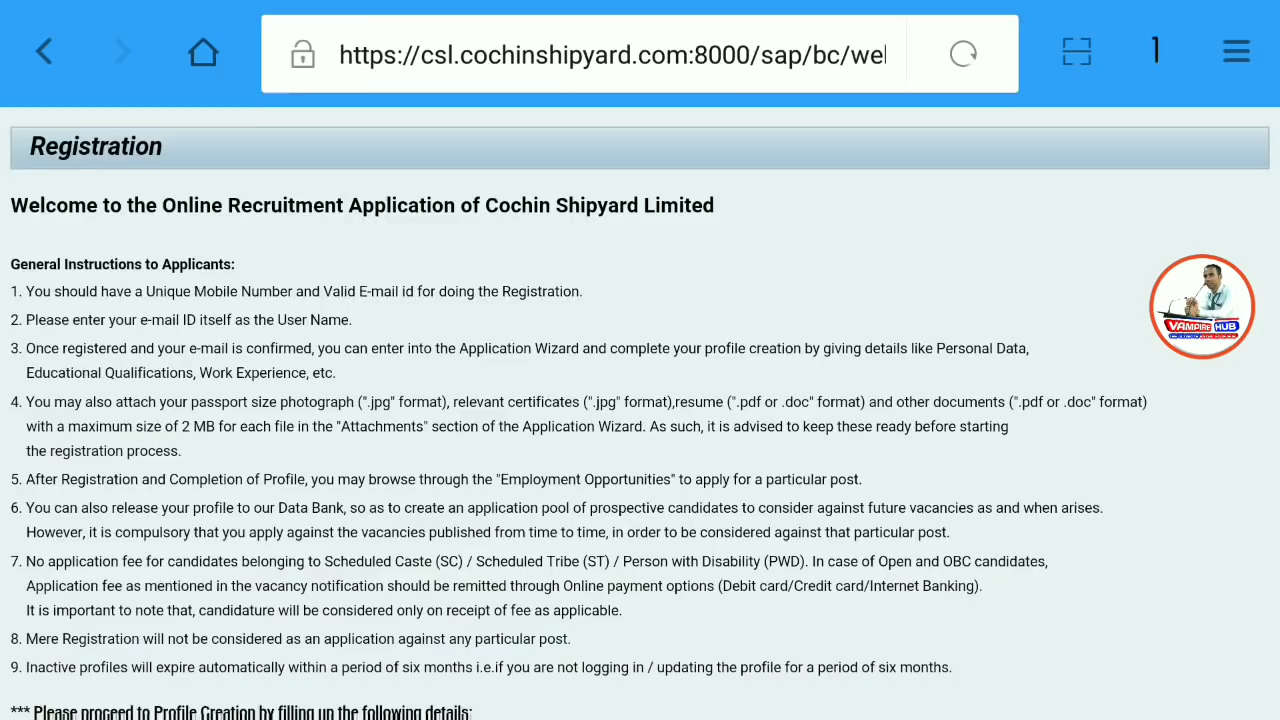 https://csl.cochinshipyard.com:8000/sap/bc/we
1
Registration
Welcome to the Online Recruitment Application of Cochin Shipyard Limited
General Instructions to Applicants:
1. You should have a Unique Mobile Number and Valid E-mail id for doing the Registration.
2. Please enter your e-mail ID itself as the User Name.
3. Once registered and your e-mail is confirmed, you can enter into the Application Wizard and complete your profile creation by giving details like Personal Data,
Educational Qualifications, Work Experience, etc.
4. You may also attach your passport size photograph (".jpg" format), relevant certificates (".jpg" format),resume (".pdf or .doc" format) and other documents (".pdf or .doc" format)
with a maximum size of 2 MB for each file in the "Attachments" section of the Application Wizard. As such, it is advised to keep these ready before starting
the registration process.
5. After Registration and Completion of Profile, you may browse through the "Employment Opportunities" to apply for a particular post.
6. You can also release your profile to our Data Bank, so as to create an application pool of prospective candidates to consider against future vacancies as and when arises.
However, it is compulsory that you apply against the vacancies published from time to time, in order to be considered against that particular post.
7. No application fee for candidates belonging to Scheduled Caste (SC) / Scheduled Tribe (ST) / Person with Disability (PWD). In case of Open and OBC candidates,
Application fee as mentioned in the vacancy notification should be remitted through Online payment options (Debit card/Credit card/Internet Banking).
It is important to note that, candidature will be considered only on receipt of fee as applicable.
8. Mere Registration will not be considered as an application against any particular post.
9. Inactive profiles will expire automatically within a period of six months i.e.if you are not logging in / updating the profile for a period of six months.
*** Please proceed to Profile Creation by filling up the following details:
VAMPIRE HUB